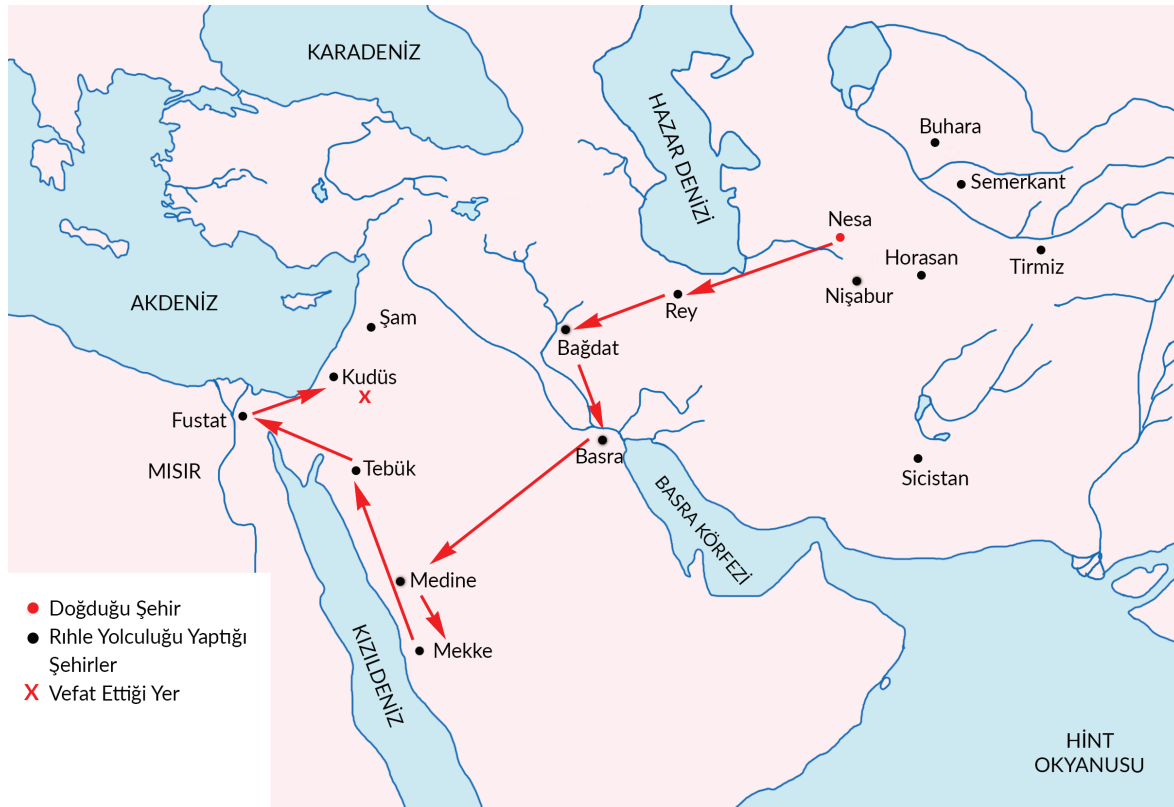 KARADENİZ
HAZAR DENİZİ
Buhara
Semerkant
Nesa
Horasan
Tirmiz
Nişabur
AKDENİZ
Rey
Şam
Bağdat
Kudüs
X
Fustat
Basra
MISIR
Tebük
Sicistan
BASRA KÖRFEZİ
Medine
Mekke
KIZILDENİZ
HİNT
OKYANUSU
Doğduğu Şehir
Rıhle Yolculuğu Yaptığı
Şehirler
X Vefat Ettiği Yer